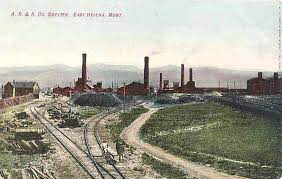 A. S. & R. Co. SMELTER, EAST HELENA, MONT.